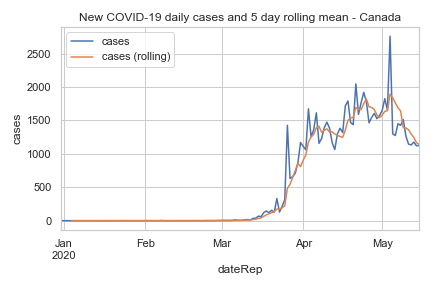 New COVID-19 daily cases and 5 day rolling mean - Canada
cases
cases (rolling)
2500
2000
1500
1000
500
0
cases
Jan
2020
Feb
Mar
Apr
May
dateRep